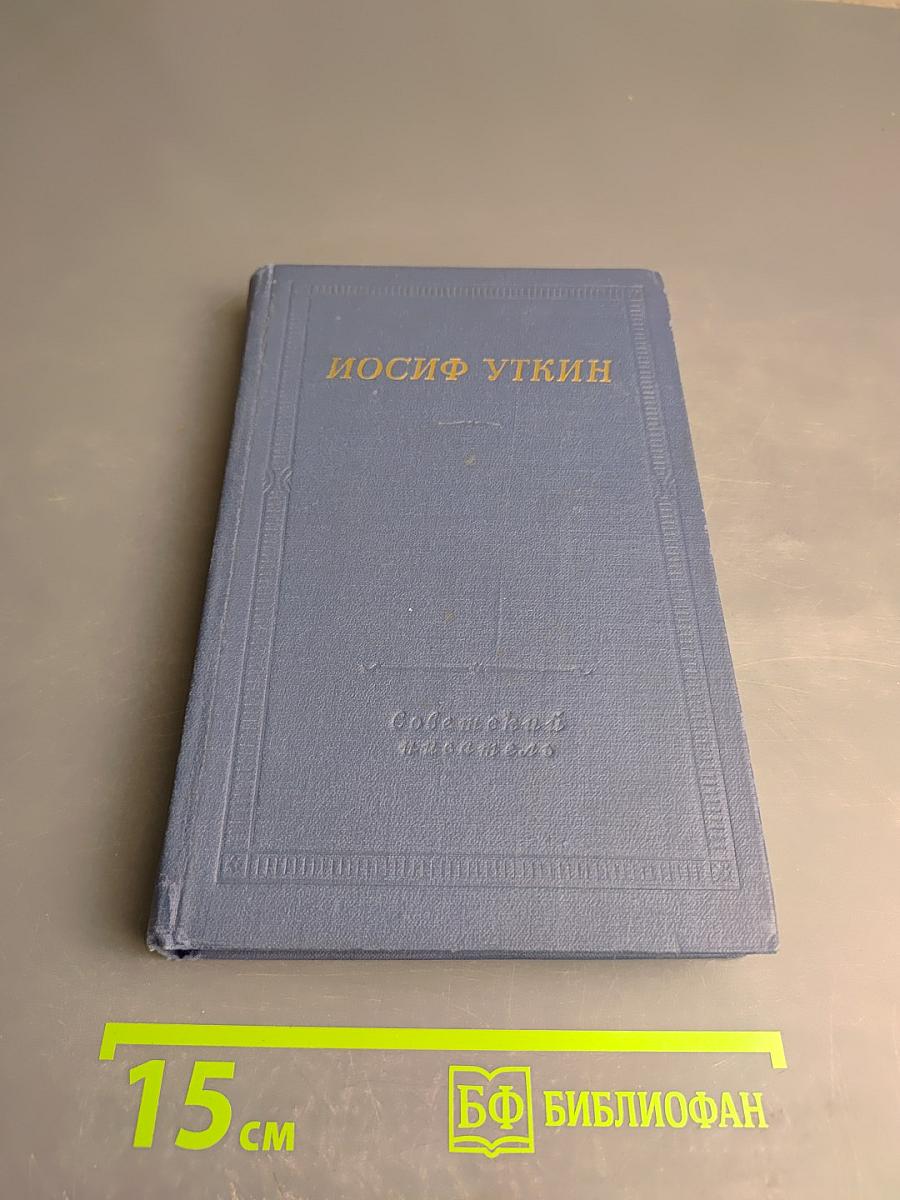 ИОСИФ УТКИН
Советский
писатель
15 см
БФ БИБЛИОФАН